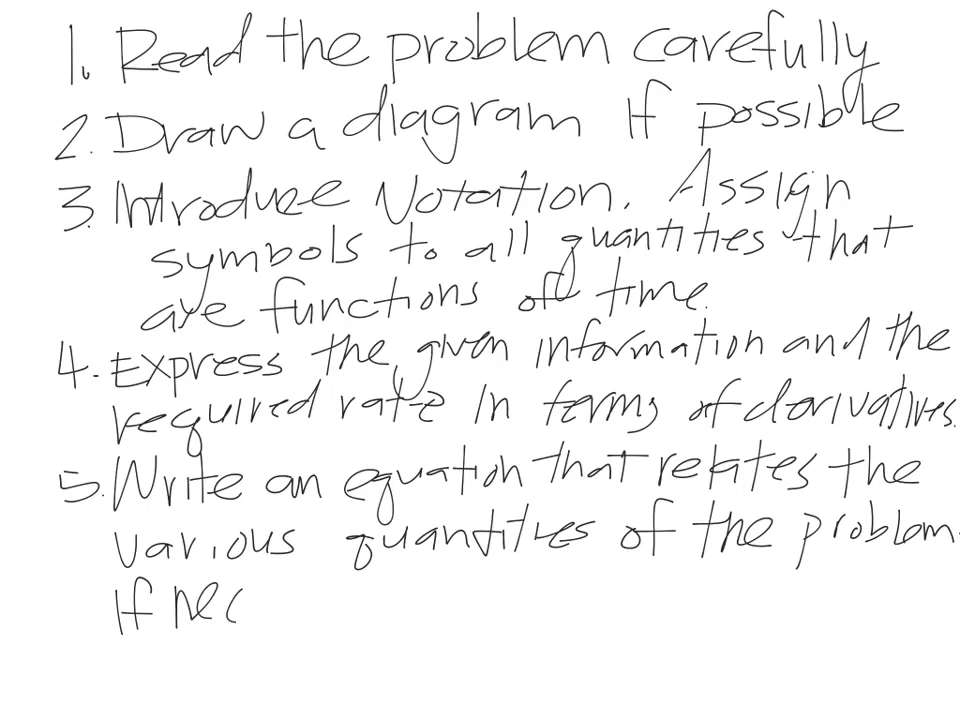 1. Read the problem carefully
2. Draw a diagram if possible
3. Introduce Notation. Assign
symbols to all quantities that
are functions of time.
4. Express the given information and the
required rate in terms of derivatives.
5. Write an equation that relates the
various quantities of the problem.
If nec